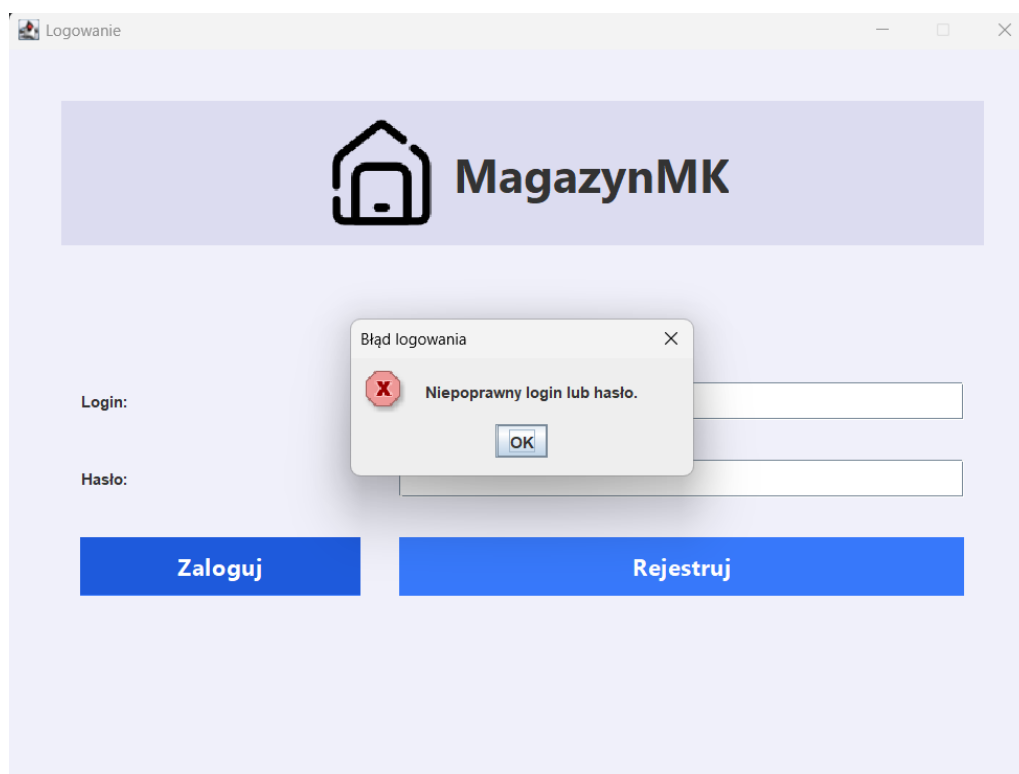 Logowanie
MagazynMK
Błąd logowania
Niepoprawny login lub hasło.
OK
Login:
Hasło:
Zaloguj
Rejestruj